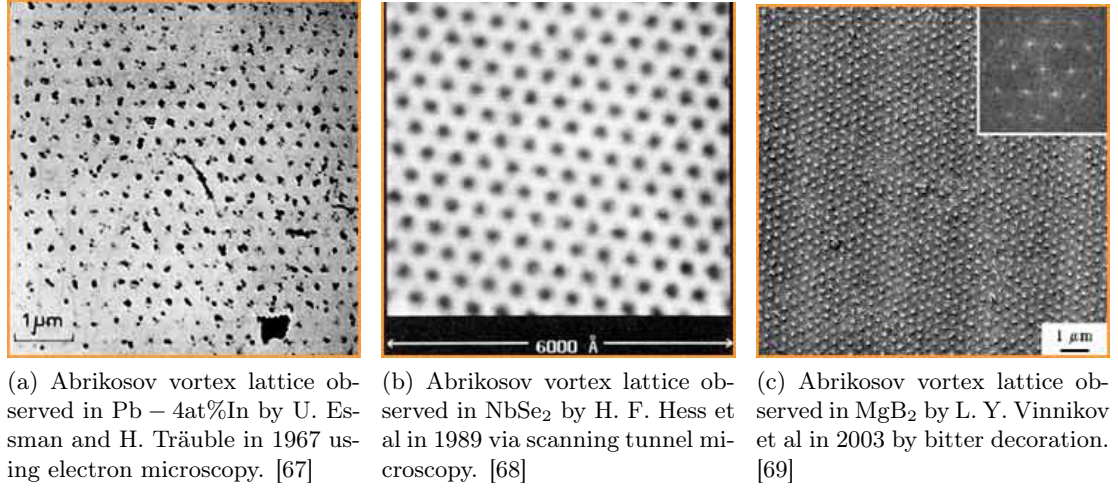 1 μm
6000 Å
1 μm
(a) Abrikosov vortex lattice ob-
served in Pb − 4at%In by U. Es-
sman and H. Träuble in 1967 us-
ing electron microscopy. [67]
(b) Abrikosov vortex lattice ob-
served in NbSe₂ by H. F. Hess et
al in 1989 via scanning tunnel mi-
croscopy. [68]
(c) Abrikosov vortex lattice ob-
served in MgB₂ by L. Y. Vinnikov
et al in 2003 by bitter decoration.
[69]